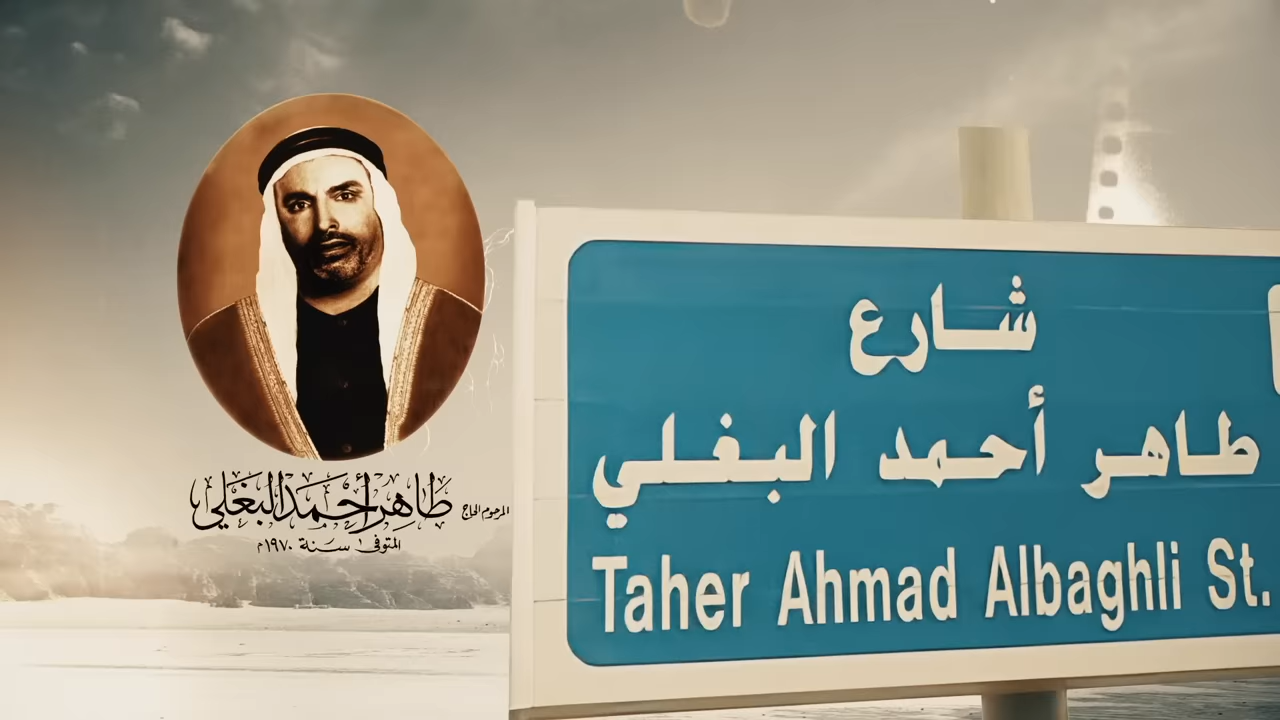 المرحوم الحاج طاهر أحمد البغلي
المتوفى سنة ١٩٧٠م
شارع
طاهر أحمد البغلي
Taher Ahmad Albaghli St.